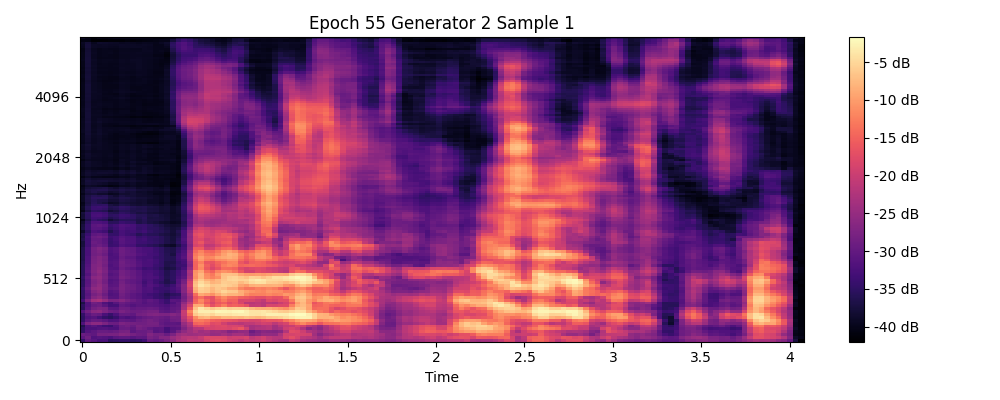 Epoch 55 Generator 2 Sample 1
Hz
4096
2048
1024
512
0
0 0.5 1 1.5 2 2.5 3 3.5 4
Time
-5 dB
-10 dB
-15 dB
-20 dB
-25 dB
-30 dB
-35 dB
-40 dB